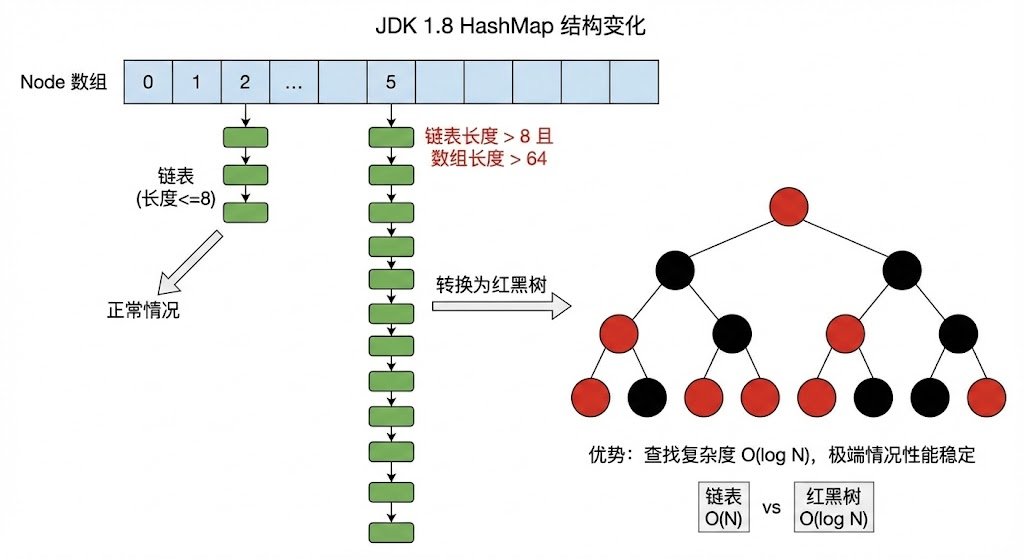 JDK 1.8 HashMap 结构变化
Node 数组
0
1
2
...
5
链表长度 > 8 且
数组长度 > 64
链表
(长度<=8)
正常情况
转换为红黑树
优势：查找复杂度 O(log N)，极端情况性能稳定
链表
O(N)
vs
红黑树
O(log N)